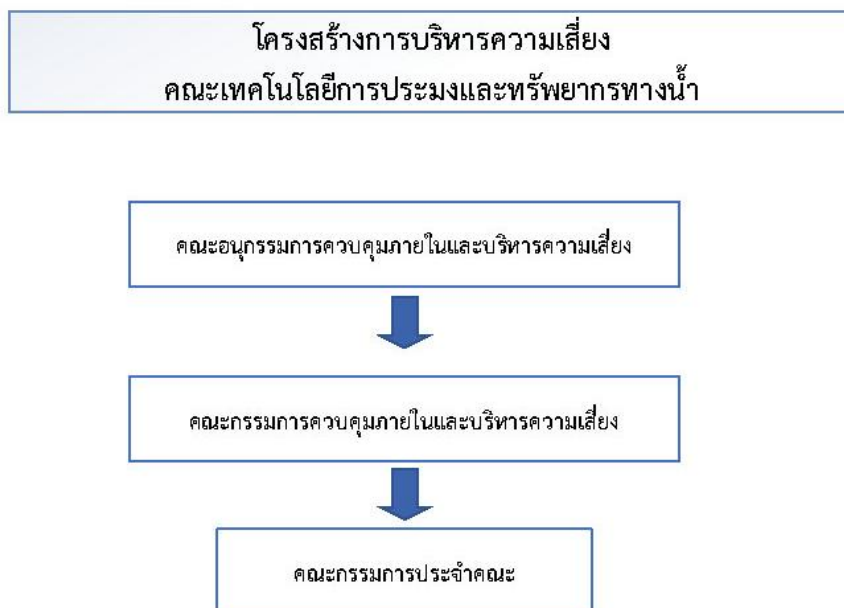 โครงสร้างการบริหารความเสี่ยง
คณะเทคโนโลยีการประมงและทรัพยากรทางน้ำ
คณะอนุกรรมการควบคุมภายในและบริหารความเสี่ยง
คณะกรรมการควบคุมภายในและบริหารความเสี่ยง
คณะกรรมการประจำคณะ